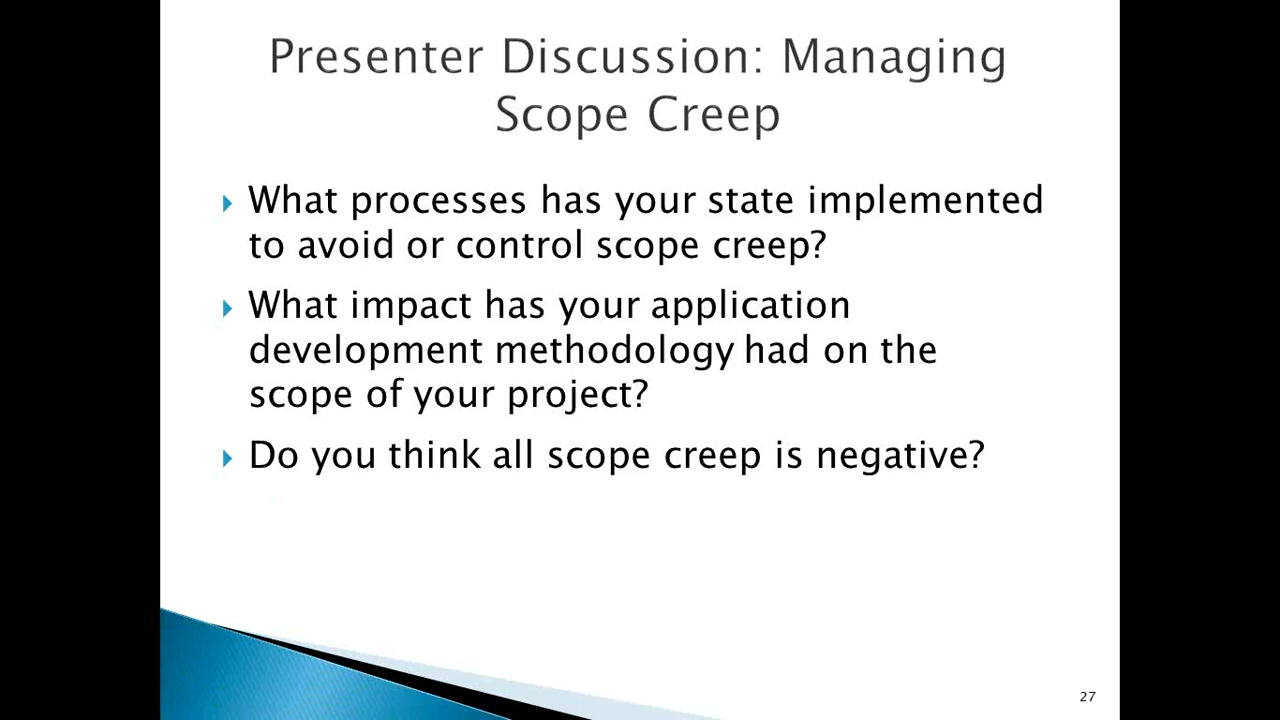 Presenter Discussion: Managing
Scope Creep
What processes has your state implemented
to avoid or control scope creep?
What impact has your application
development methodology had on the
scope of your project?
Do you think all scope creep is negative?
27